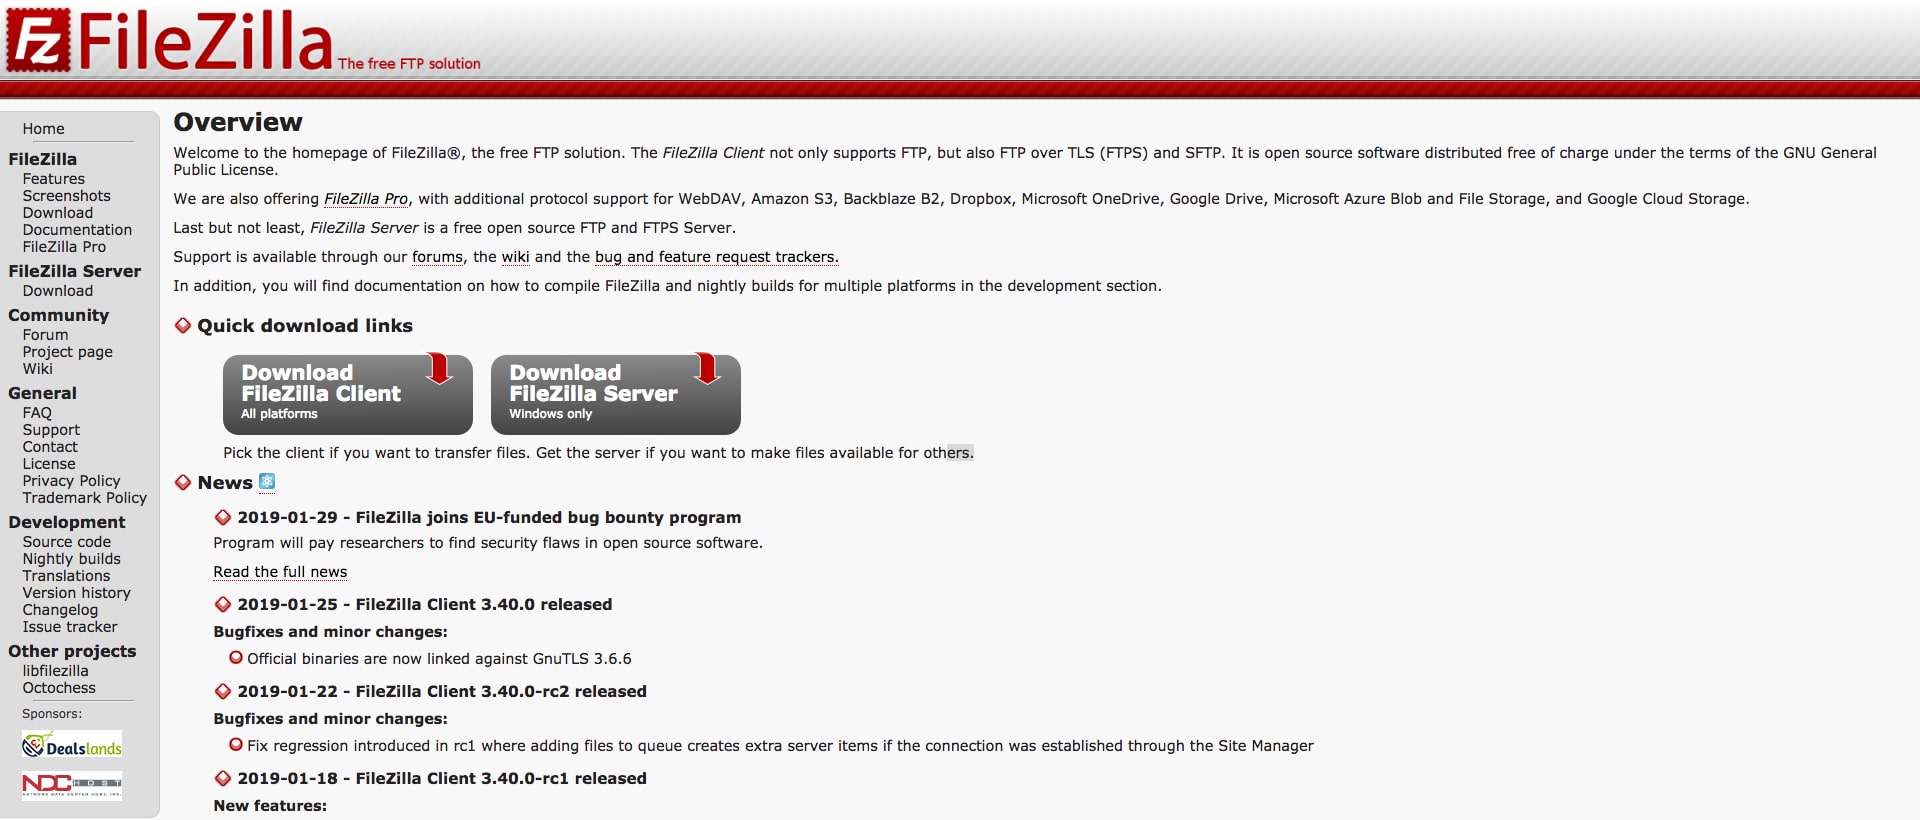 Fz FileZilla The free FTP solution
Home
FileZilla
Features
Screenshots
Download
Documentation
FileZilla Pro
FileZilla Server
Download
Community
Forum
Project page
Wiki
General
FAQ
Support
Contact
License
Privacy Policy
Trademark Policy
Development
Source code
Nightly builds
Translations
Version history
Changelog
Issue tracker
Other projects
libfilezilla
Octochess
Sponsors:
Dealslands
NDC HOST
NETWORK DATA CENTER HOST, INC.
Overview
Welcome to the homepage of FileZilla®, the free FTP solution. The FileZilla Client not only supports FTP, but also FTP over TLS (FTPS) and SFTP. It is open source software distributed free of charge under the terms of the GNU General
Public License.
We are also offering FileZilla Pro, with additional protocol support for WebDAV, Amazon S3, Backblaze B2, Dropbox, Microsoft OneDrive, Google Drive, Microsoft Azure Blob and File Storage, and Google Cloud Storage.
Last but not least, FileZilla Server is a free open source FTP and FTPS Server.
Support is available through our forums, the wiki and the bug and feature request trackers.
In addition, you will find documentation on how to compile FileZilla and nightly builds for multiple platforms in the development section.
Quick download links
Download
FileZilla Client
All platforms
Download
FileZilla Server
Windows only
Pick the client if you want to transfer files. Get the server if you want to make files available for others.
News
2019-01-29 - FileZilla joins EU-funded bug bounty program
Program will pay researchers to find security flaws in open source software.
Read the full news
2019-01-25 - FileZilla Client 3.40.0 released
Bugfixes and minor changes:
Official binaries are now linked against GnuTLS 3.6.6
2019-01-22 - FileZilla Client 3.40.0-rc2 released
Bugfixes and minor changes:
Fix regression introduced in rc1 where adding files to queue creates extra server items if the connection was established through the Site Manager
2019-01-18 - FileZilla Client 3.40.0-rc1 released
New features: